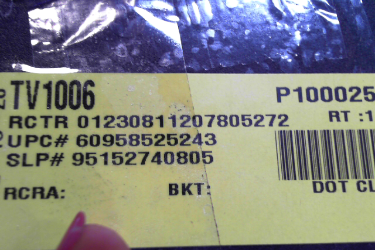 TV1006 P100025
RCTR 01230811207805272 RT :1
UPC# 60958525243
SLP# 95152740805
RCRA: BKT: DOT CL